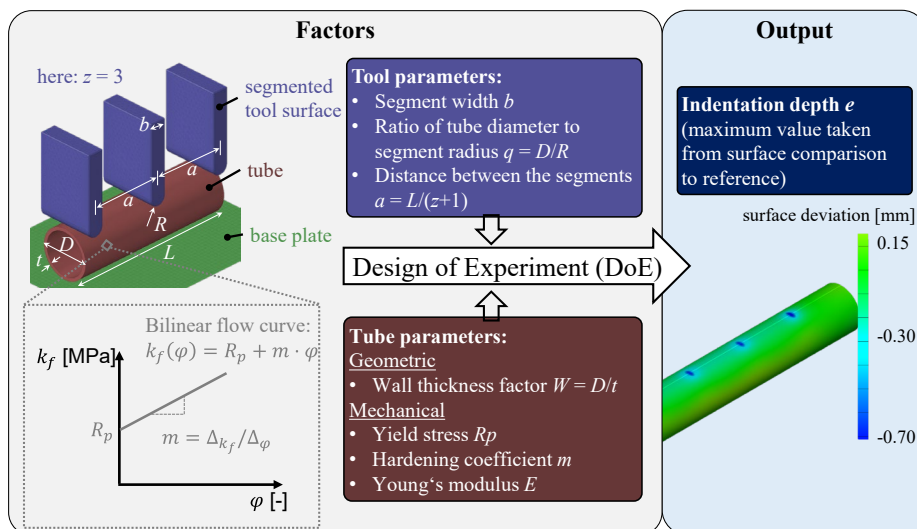 Factors
Output
here: z = 3
segmented
tool surface
b
a
a
tube
R
D
L
t
base plate
Bilinear flow curve:
k_f(φ) = R_p + m · φ
k_f [MPa]
R_p
m = Δ_{k_f}/Δ_φ
φ [-]
Tool parameters:
• Segment width b
• Ratio of tube diameter to
segment radius q = D/R
• Distance between the segments
a = L/(z+1)
Design of Experiment (DoE)
Tube parameters:
Geometric
• Wall thickness factor W = D/t
Mechanical
• Yield stress Rp
• Hardening coefficient m
• Young‘s modulus E
Indentation depth e
(maximum value taken
from surface comparison
to reference)
surface deviation [mm]
0.15
-0.30
-0.70